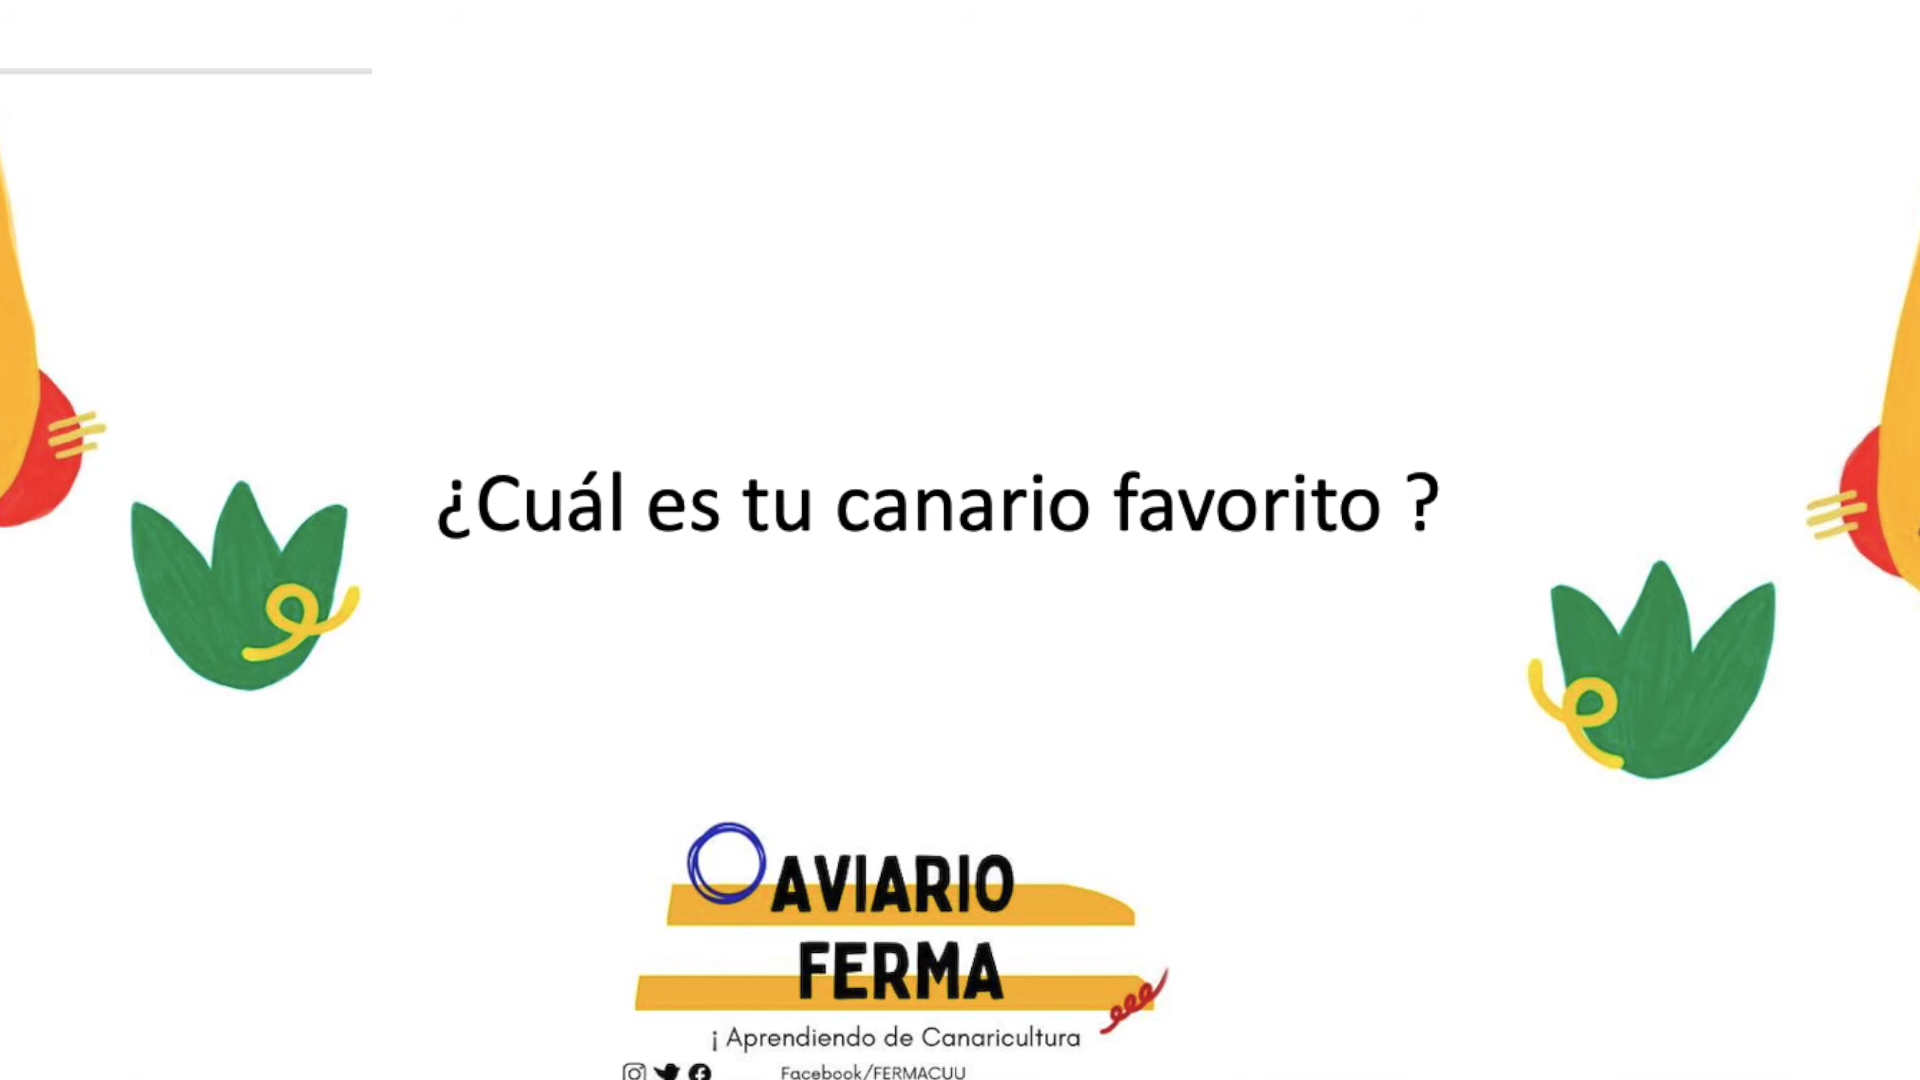 ¿Cuál es tu canario favorito ?
AVIARIO
FERMA
¡ Aprendiendo de Canaricultura
Facebook/FERMACUU